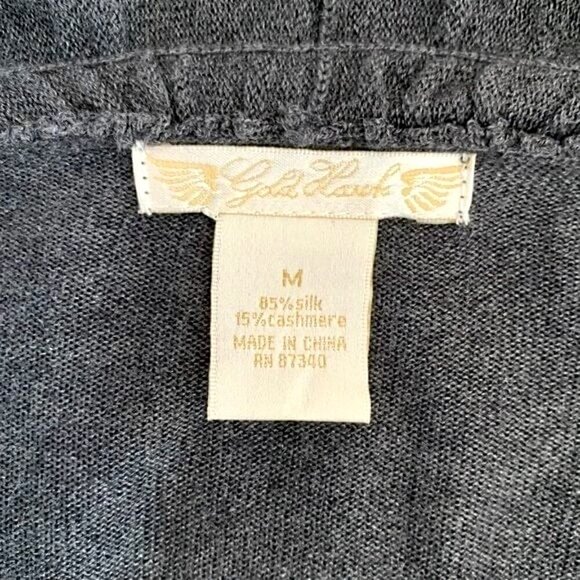 Gold Hawk
M
85% silk
15% cashmere
MADE IN CHINA
RN 87340